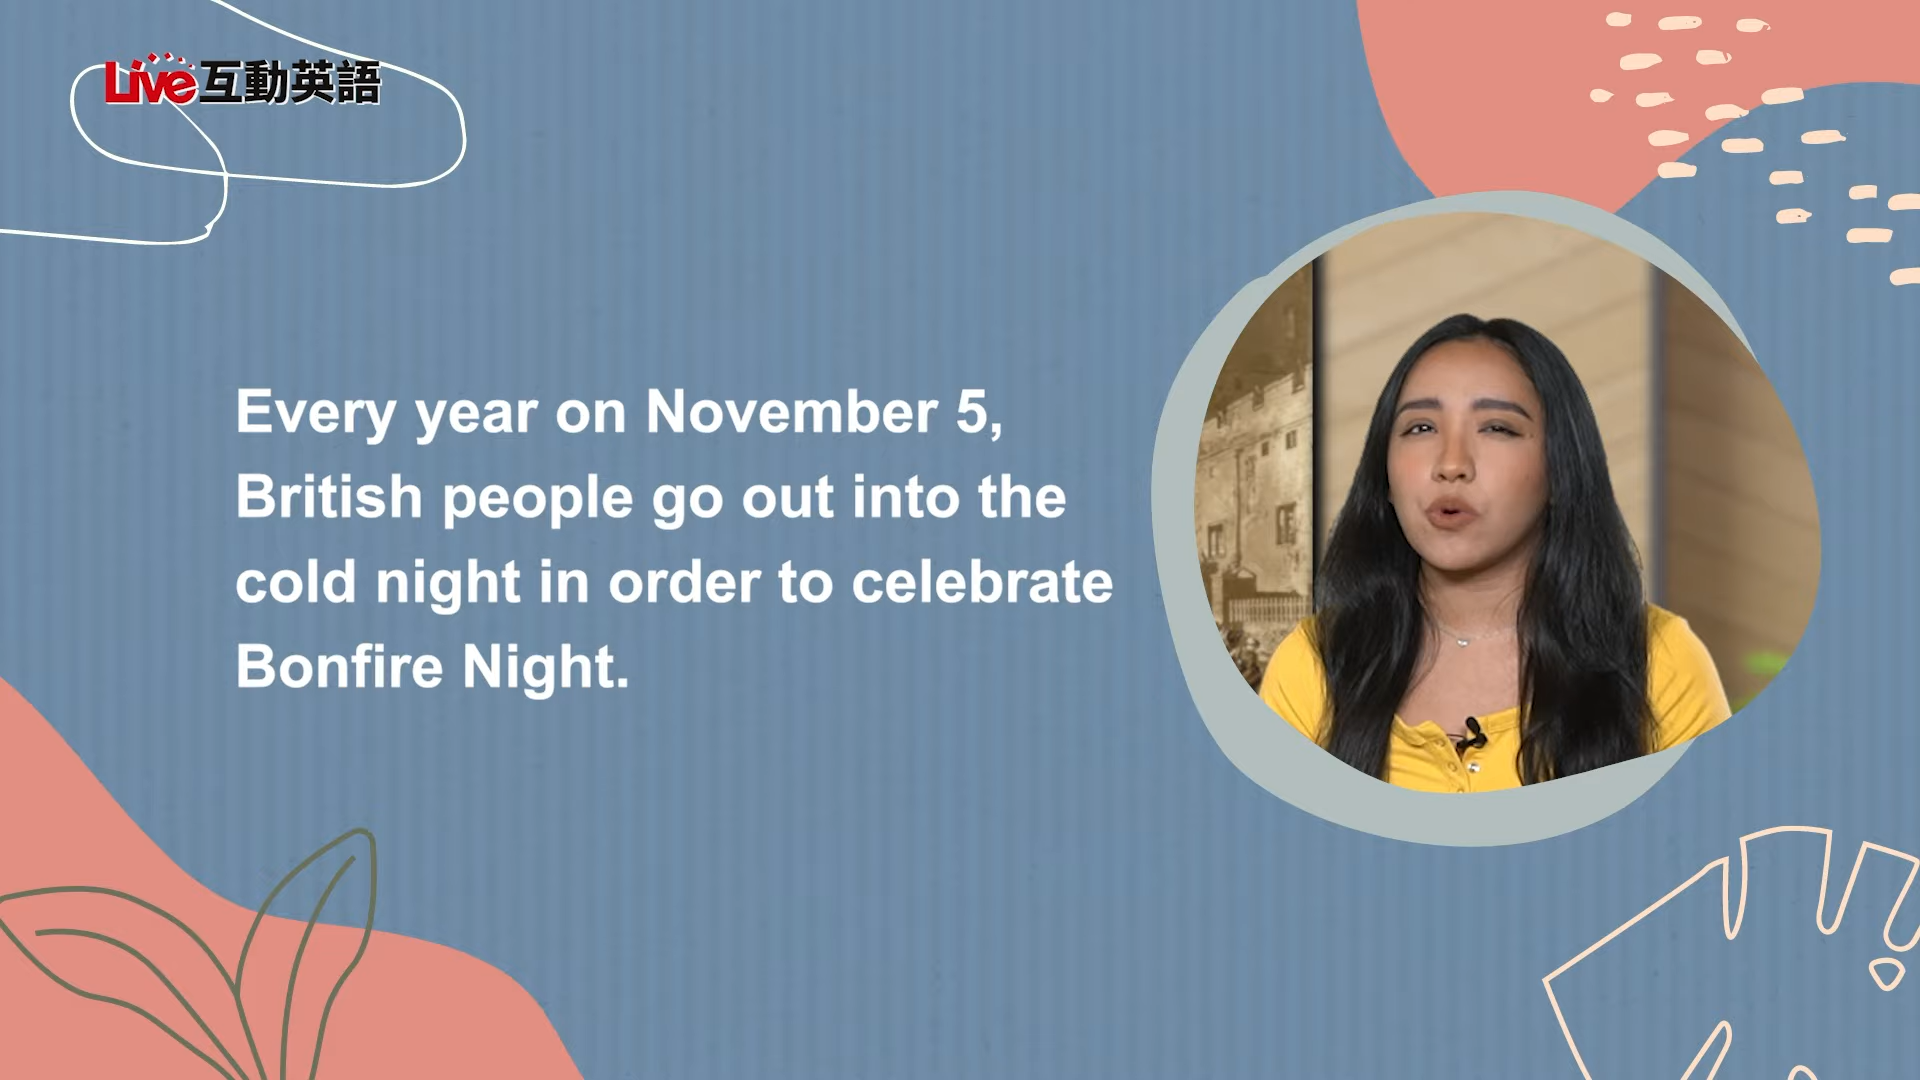 Live互動英語
Every year on November 5,
British people go out into the
cold night in order to celebrate
Bonfire Night.